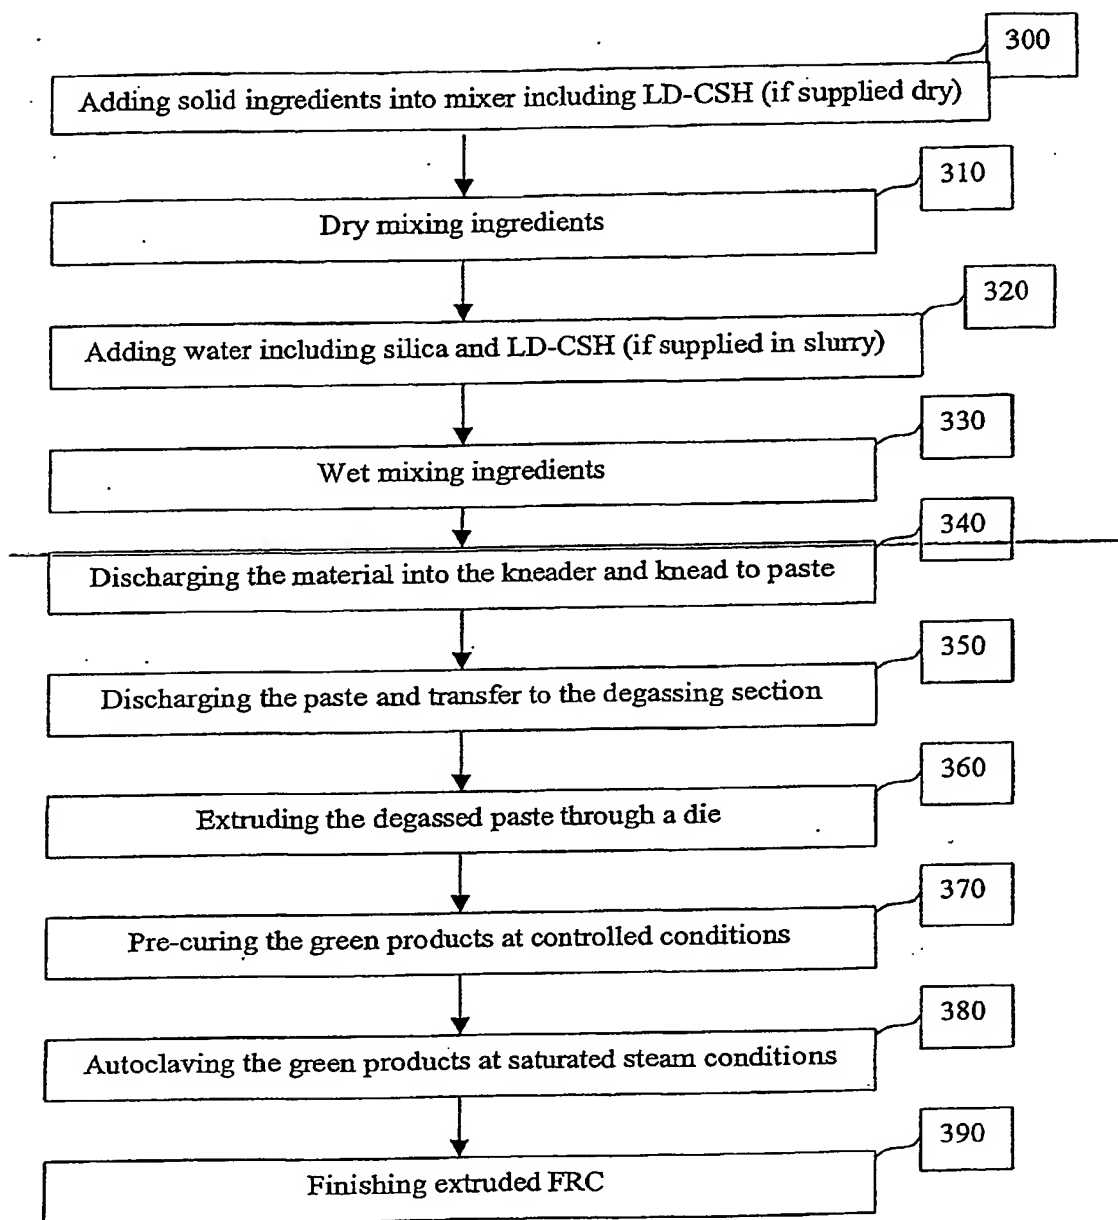 300
Adding solid ingredients into mixer including LD-CSH (if supplied dry)
310
Dry mixing ingredients
320
Adding water including silica and LD-CSH (if supplied in slurry)
330
Wet mixing ingredients
340
Discharging the material into the kneader and knead to paste
350
Discharging the paste and transfer to the degassing section
360
Extruding the degassed paste through a die
370
Pre-curing the green products at controlled conditions
380
Autoclaving the green products at saturated steam conditions
390
Finishing extruded FRC